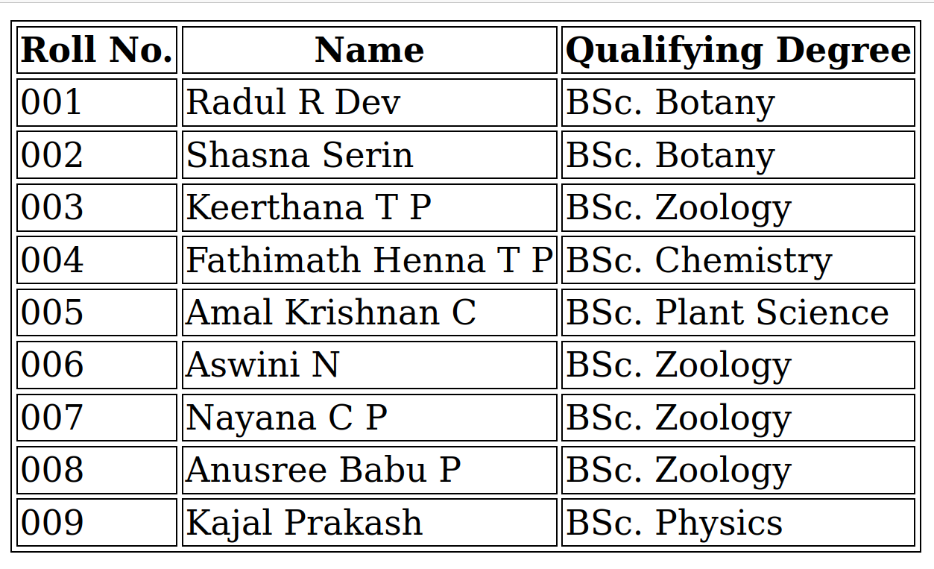 Roll No. Name Qualifying Degree
001 Radul R Dev BSc. Botany
002 Shasna Serin BSc. Botany
003 Keerthana T P BSc. Zoology
004 Fathimath Henna T P BSc. Chemistry
005 Amal Krishnan C BSc. Plant Science
006 Aswini N BSc. Zoology
007 Nayana C P BSc. Zoology
008 Anusree Babu P BSc. Zoology
009 Kajal Prakash BSc. Physics